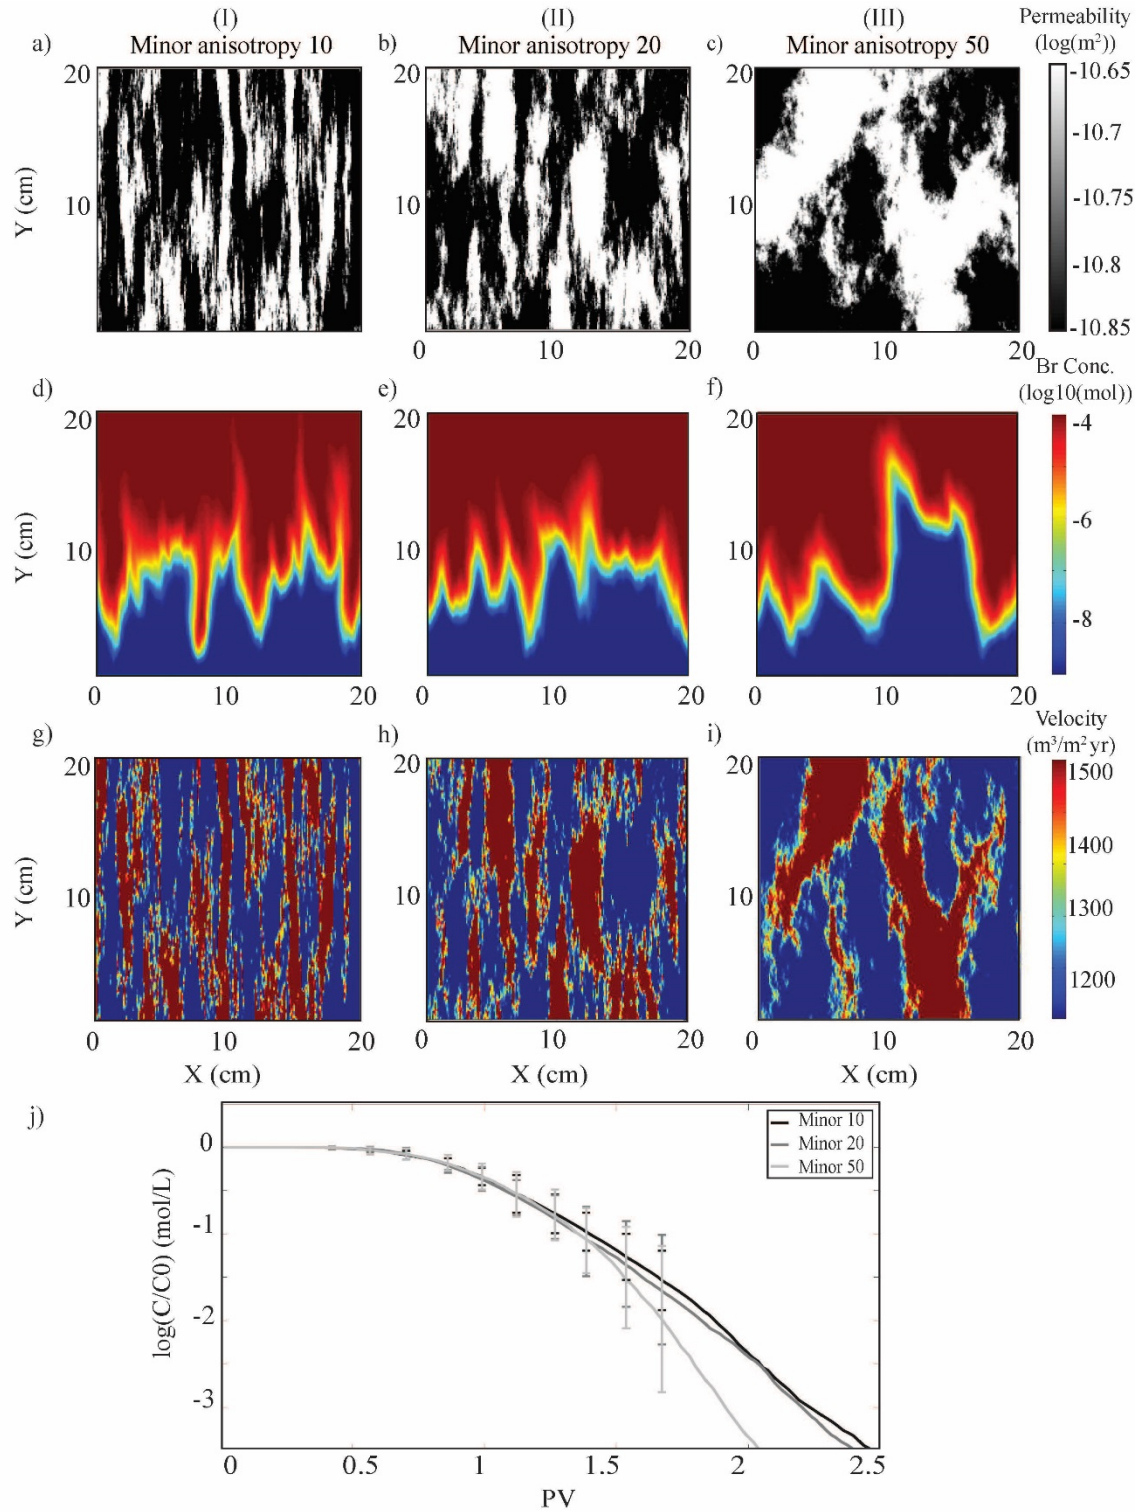 (I) (II) (III) Permeability
a) Minor anisotropy 10 b) Minor anisotropy 20 c) Minor anisotropy 50 (log(m²))
20 20 20 -10.65
-10.7
Y (cm) 10 10 10 -10.75
-10.8
-10.85
0 10 20 0 10 20
d) e) f) Br Conc.
(log10(mol))
20 20 20 -4
-6
Y (cm) 10 10 10
-8
0 10 20 0 10 20 0 10 20
g) h) i) Velocity
(m³/m² yr)
20 20 20 1500
1400
Y (cm) 10 10 10 1300
1200
0 10 20 0 10 20 0 10 20
X (cm) X (cm) X (cm)
j)
Minor 10
Minor 20
Minor 50
log(C/C0) (mol/L)
0
-1
-2
-3
0 0.5 1 1.5 2 2.5
PV